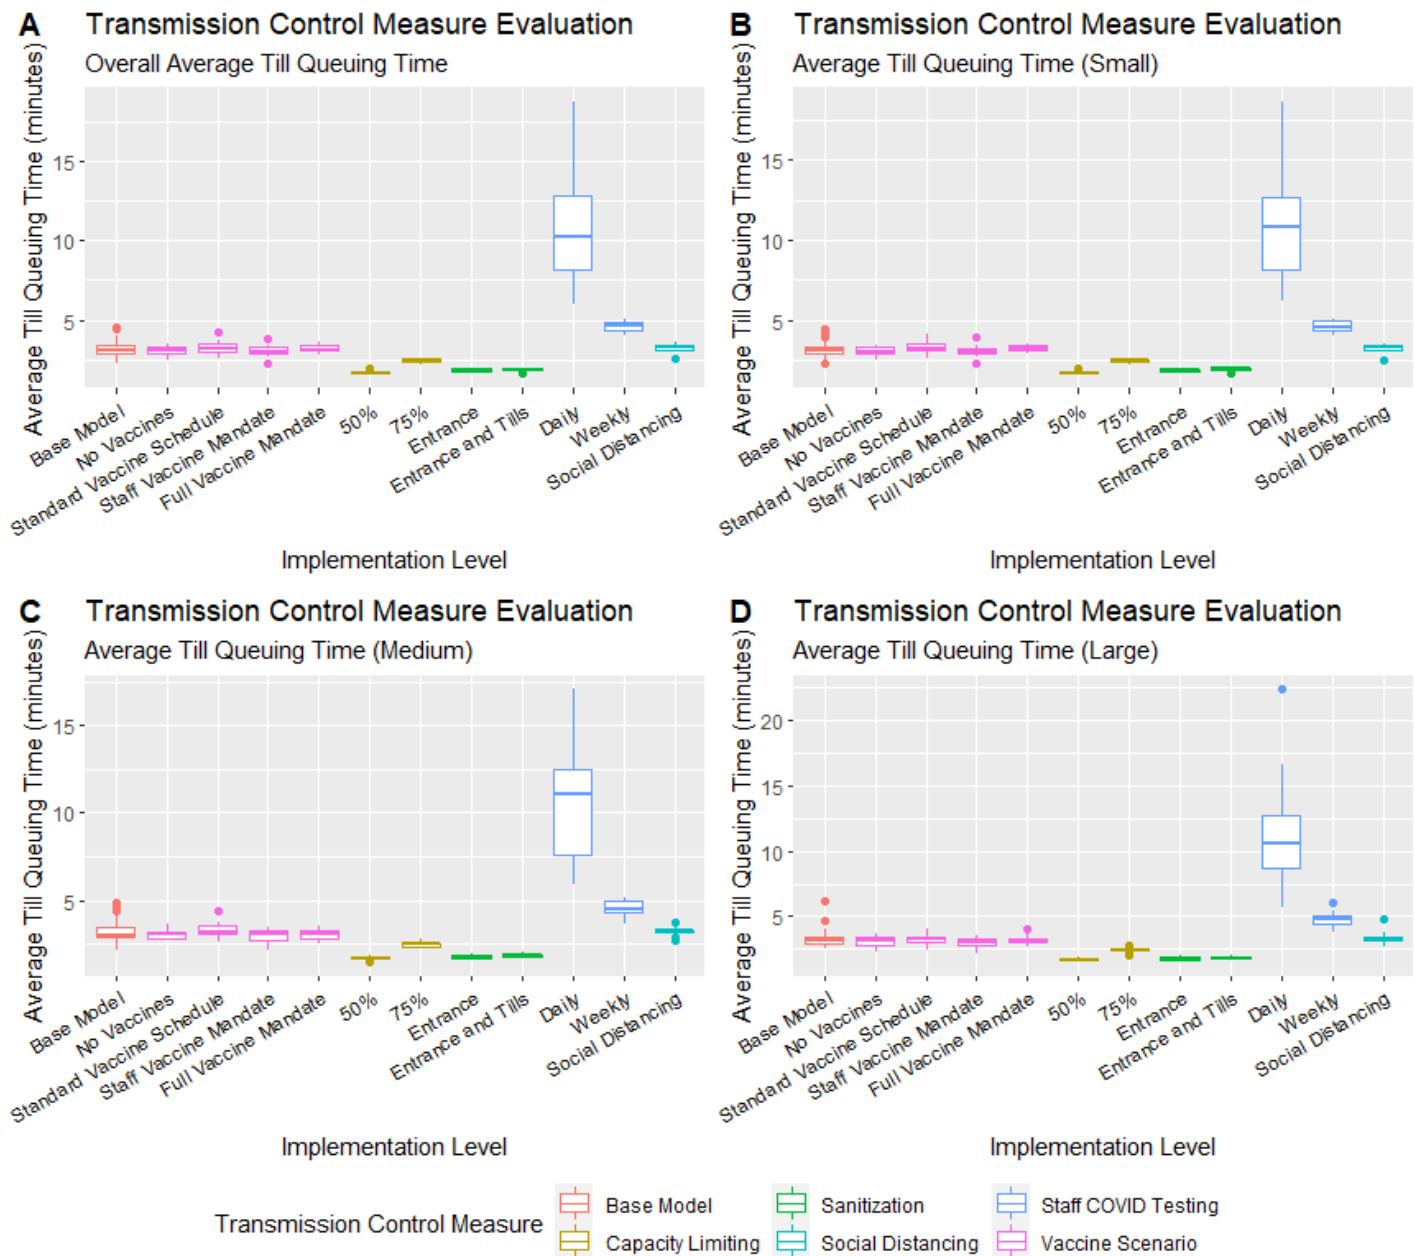 A Transmission Control Measure Evaluation
Overall Average Till Queuing Time
Average Till Queuing Time (minutes)
15
10
5
Base Model
No Vaccines
Standard Vaccine Schedule
Staff Vaccine Mandate
Full Vaccine Mandate
50%
75%
Entrance
Entrance and Tills
Daily
Weekly
Social Distancing
Implementation Level
B Transmission Control Measure Evaluation
Average Till Queuing Time (Small)
Average Till Queuing Time (minutes)
15
10
5
Base Model
No Vaccines
Standard Vaccine Schedule
Staff Vaccine Mandate
Full Vaccine Mandate
50%
75%
Entrance
Entrance and Tills
Daily
Weekly
Social Distancing
Implementation Level
C Transmission Control Measure Evaluation
Average Till Queuing Time (Medium)
Average Till Queuing Time (minutes)
15
10
5
Base Model
No Vaccines
Standard Vaccine Schedule
Staff Vaccine Mandate
Full Vaccine Mandate
50%
75%
Entrance
Entrance and Tills
Daily
Weekly
Social Distancing
Implementation Level
D Transmission Control Measure Evaluation
Average Till Queuing Time (Large)
Average Till Queuing Time (minutes)
20
15
10
5
Base Model
No Vaccines
Standard Vaccine Schedule
Staff Vaccine Mandate
Full Vaccine Mandate
50%
75%
Entrance
Entrance and Tills
Daily
Weekly
Social Distancing
Implementation Level
Transmission Control Measure
Base Model
Capacity Limiting
Sanitization
Social Distancing
Staff COVID Testing
Vaccine Scenario